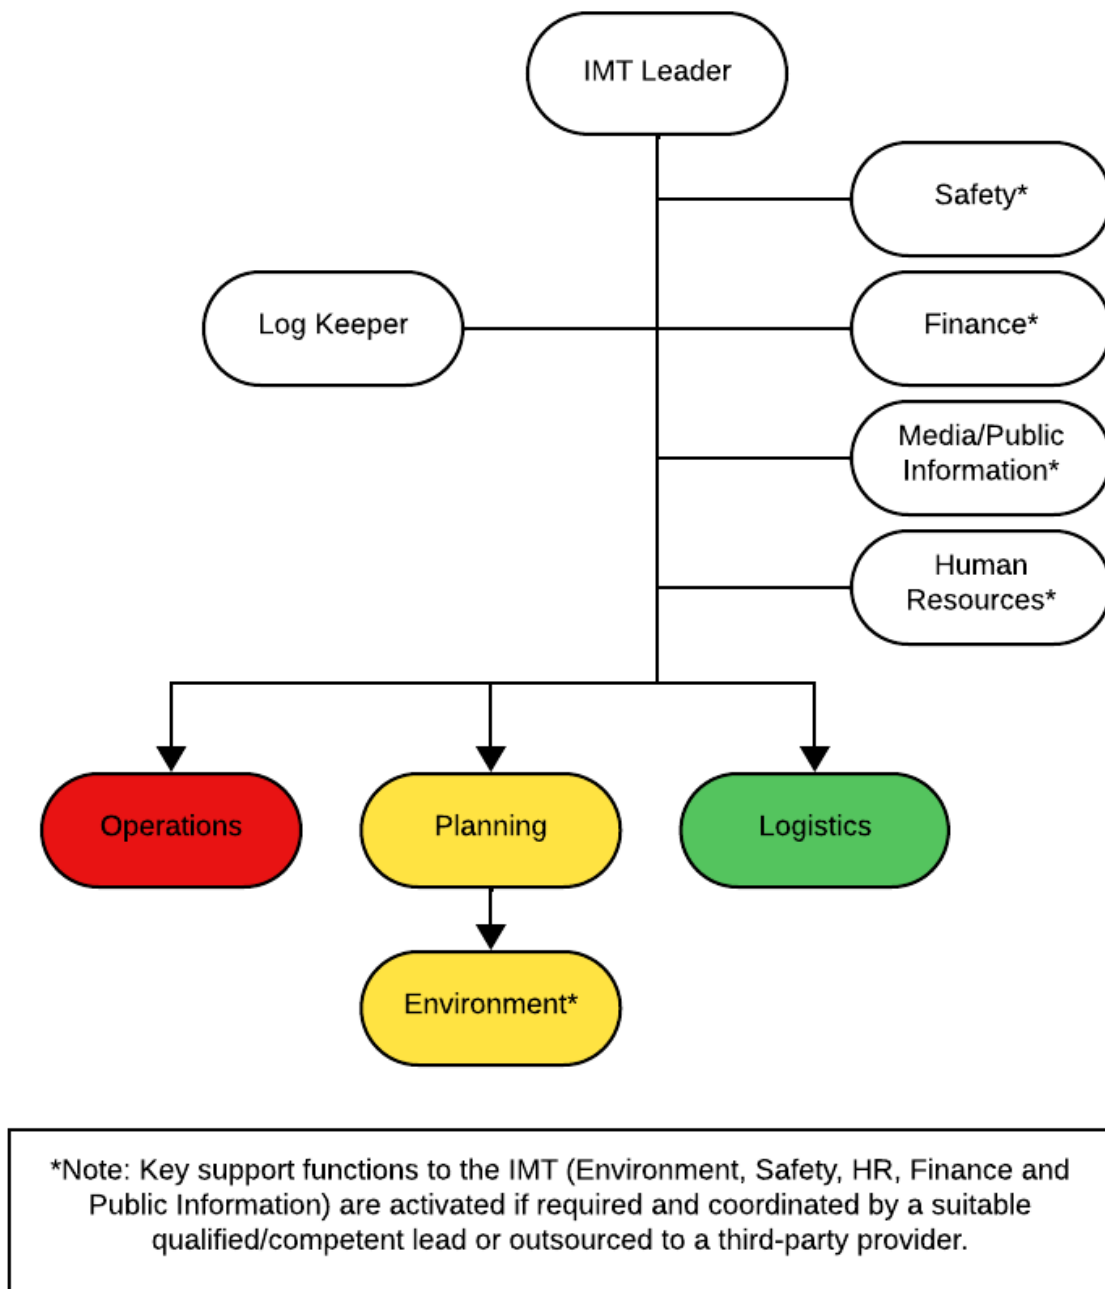 IMT Leader
Safety*
Log Keeper
Finance*
Media/Public
Information*
Human
Resources*
Operations
Planning
Logistics
Environment*
*Note: Key support functions to the IMT (Environment, Safety, HR, Finance and
Public Information) are activated if required and coordinated by a suitable
qualified/competent lead or outsourced to a third-party provider.